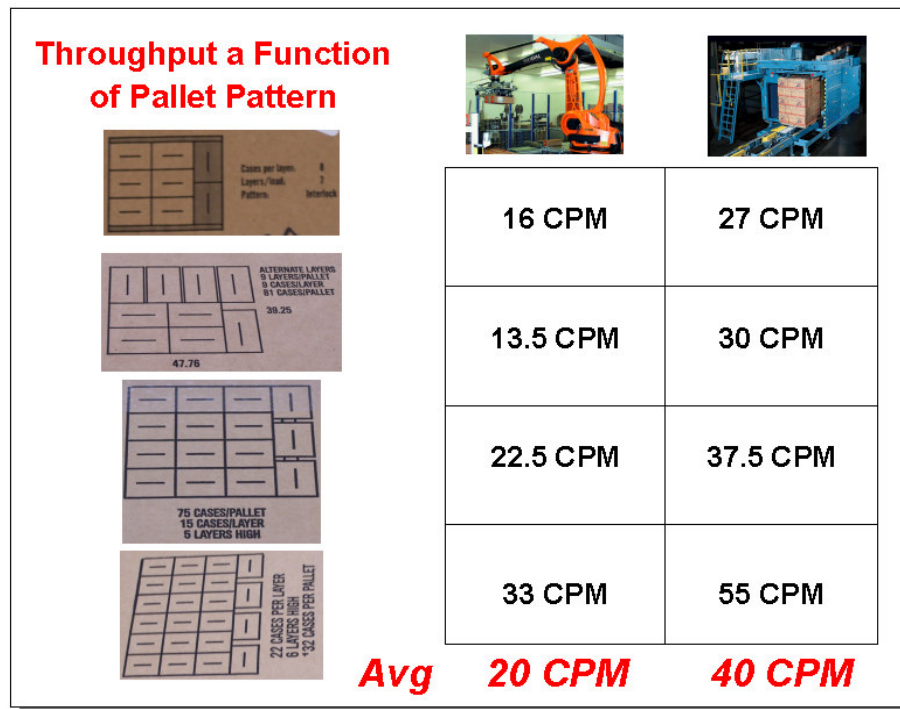 Throughput a Function
of Pallet Pattern
Cases per layer: 8
Layers/load: 7
Pattern: Interlock
16 CPM
27 CPM
ALTERNATE LAYERS
9 LAYERS/PALLET
9 CASES/LAYER
81 CASES/PALLET
39.25
47.76
13.5 CPM
30 CPM
75 CASES/PALLET
15 CASES/LAYER
5 LAYERS HIGH
22.5 CPM
37.5 CPM
22 CASES PER LAYER
6 LAYERS HIGH
132 CASES PER PALLET
33 CPM
55 CPM
Avg 20 CPM 40 CPM